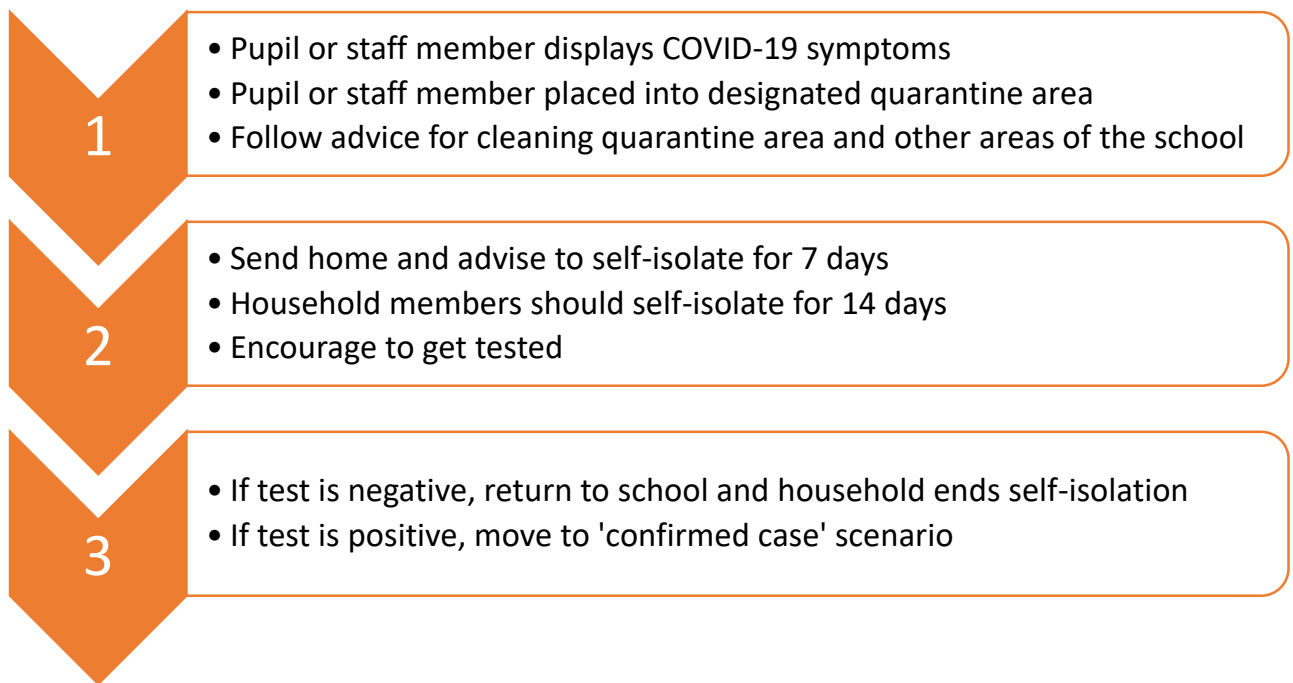 1
• Pupil or staff member displays COVID-19 symptoms
• Pupil or staff member placed into designated quarantine area
• Follow advice for cleaning quarantine area and other areas of the school
2
• Send home and advise to self-isolate for 7 days
• Household members should self-isolate for 14 days
• Encourage to get tested
3
• If test is negative, return to school and household ends self-isolation
• If test is positive, move to 'confirmed case' scenario